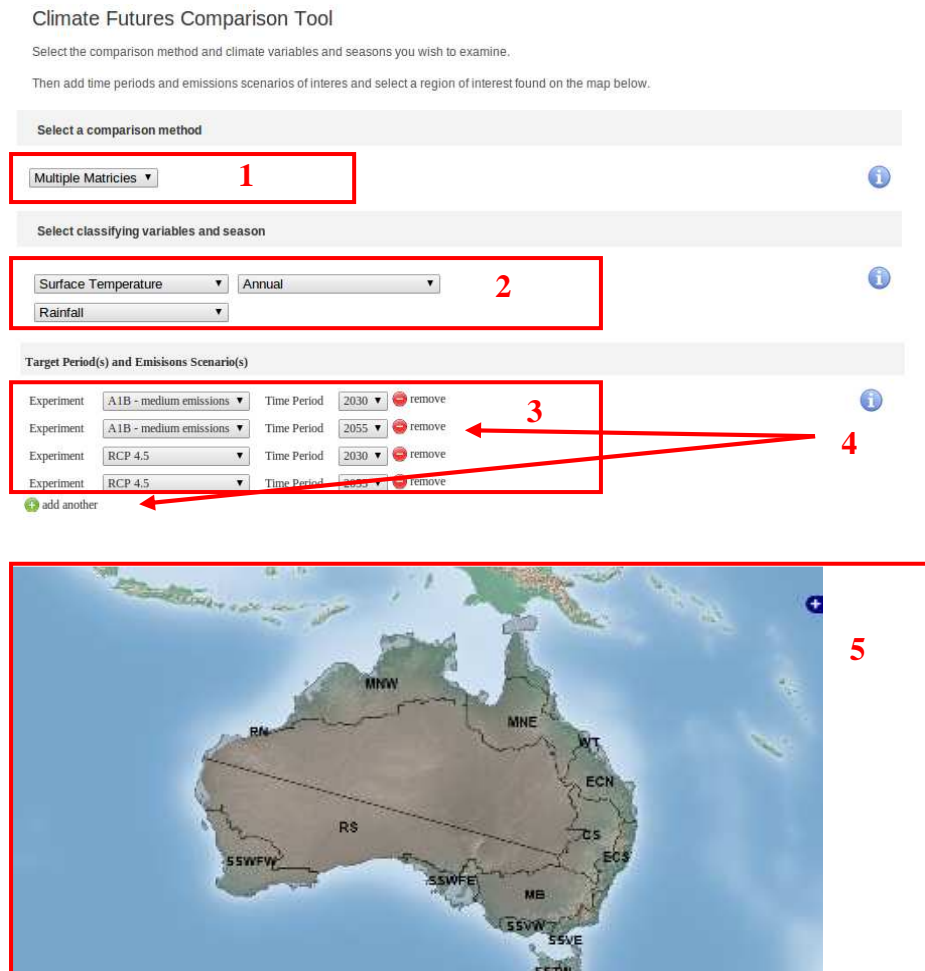 Climate Futures Comparison Tool
Select the comparison method and climate variables and seasons you wish to examine.
Then add time periods and emissions scenarios of interes and select a region of interest found on the map below.
Select a comparison method
Multiple Matricies
1
Select classifying variables and season
Surface Temperature Annual
2
Rainfall
Target Period(s) and Emisisons Scenario(s)
Experiment A1B - medium emissions Time Period 2030 remove
3
Experiment A1B - medium emissions Time Period 2055 remove
4
Experiment RCP 4.5 Time Period 2030 remove
Experiment RCP 4.5 Time Period 2055 remove
add another
5
MNW
MNE
RN
WT
ECN
RS
CS
ECS
SSWFW
SSWFE
MB
SSVW
SSVE
SSTW